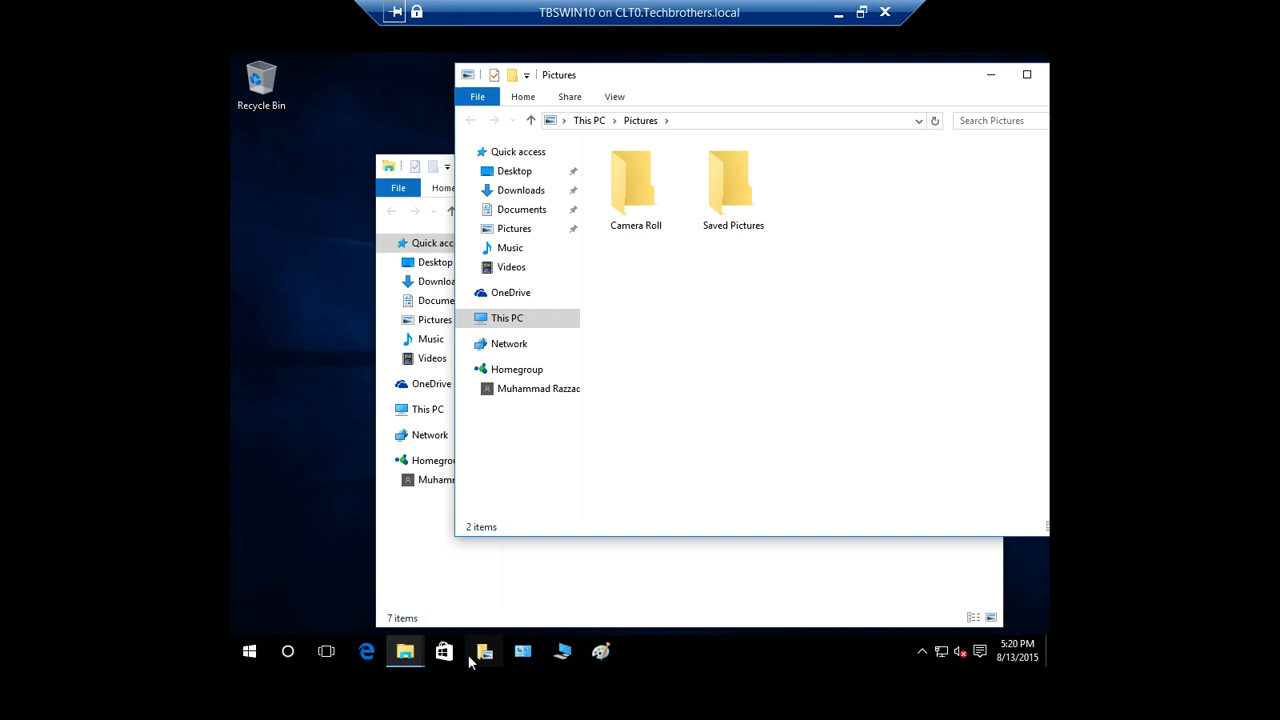 TBSWIN10 on CLT0.Techbrothers.local
Recycle Bin
Pictures
File
Home
Share
View
This PC
Pictures
Search Pictures
Quick access
Desktop
Downloads
Documents
Pictures
Music
Videos
OneDrive
This PC
Network
Homegroup
Muhammad Razzac
Camera Roll
Saved Pictures
2 items
File
Home
Quick acc
Desktop
Downloa
Docume
Pictures
Music
Videos
OneDrive
This PC
Network
Homegro
Muhamm
7 items
5:20 PM
8/13/2015